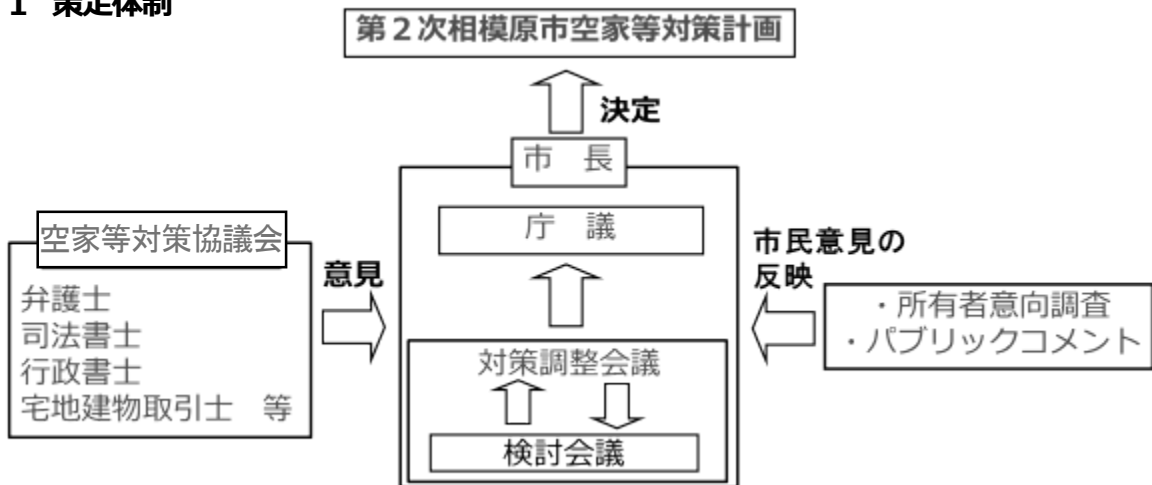 1 策定体制
第２次相模原市空家等対策計画
決定
市　長
庁　議
空家等対策協議会
弁護士
司法書士
行政書士
宅地建物取引士　等
意見
市民意見の
反映
・所有者意向調査
・パブリックコメント
対策調整会議
検討会議